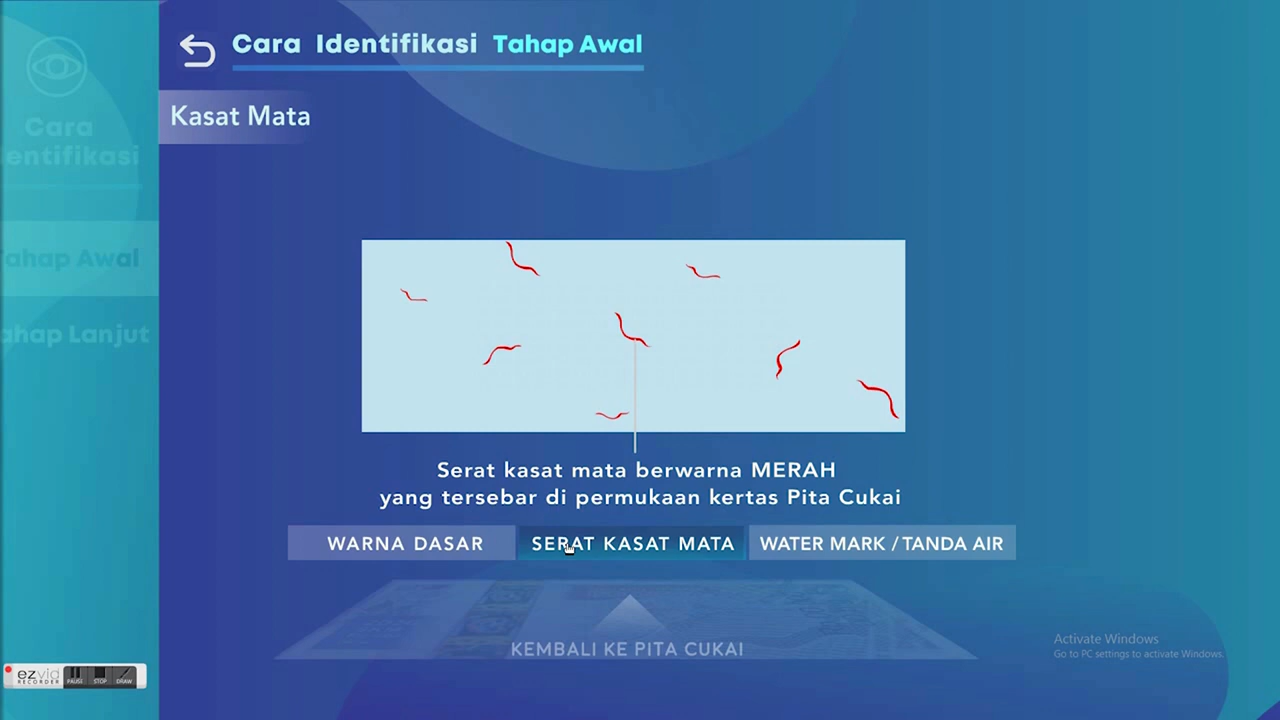 Cara Identifikasi Tahap Awal
Kasat Mata
Cara
entifikasi
ahap Awal
ahap Lanjut
Serat kasat mata berwarna MERAH
yang tersebar di permukaan kertas Pita Cukai
WARNA DASAR
SERAT KASAT MATA
WATER MARK / TANDA AIR
KEMBALI KE PITA CUKAI
Activate Windows
Go to PC settings to activate Windows.
ezvid
RECORDER
PAUSE
STOP
DRAW